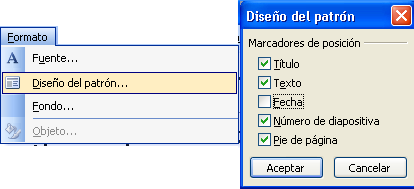 Formato
Fuente...
Diseño del patrón...
Fondo...
Objeto...
Diseño del patrón
Marcadores de posición
Título
Texto
Fecha
Número de diapositiva
Pie de página
Aceptar
Cancelar